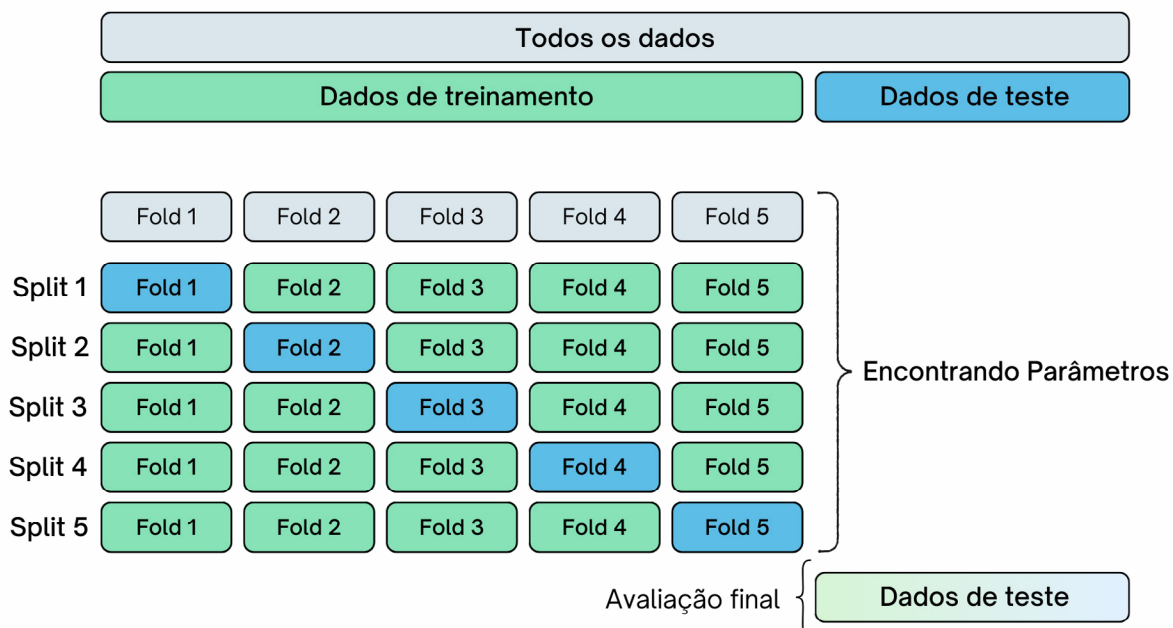 Todos os dados
Dados de treinamento Dados de teste
Fold 1 Fold 2 Fold 3 Fold 4 Fold 5
Split 1 Fold 1 Fold 2 Fold 3 Fold 4 Fold 5
Split 2 Fold 1 Fold 2 Fold 3 Fold 4 Fold 5
Encontrando Parâmetros
Split 3 Fold 1 Fold 2 Fold 3 Fold 4 Fold 5
Split 4 Fold 1 Fold 2 Fold 3 Fold 4 Fold 5
Split 5 Fold 1 Fold 2 Fold 3 Fold 4 Fold 5
Avaliação final Dados de teste